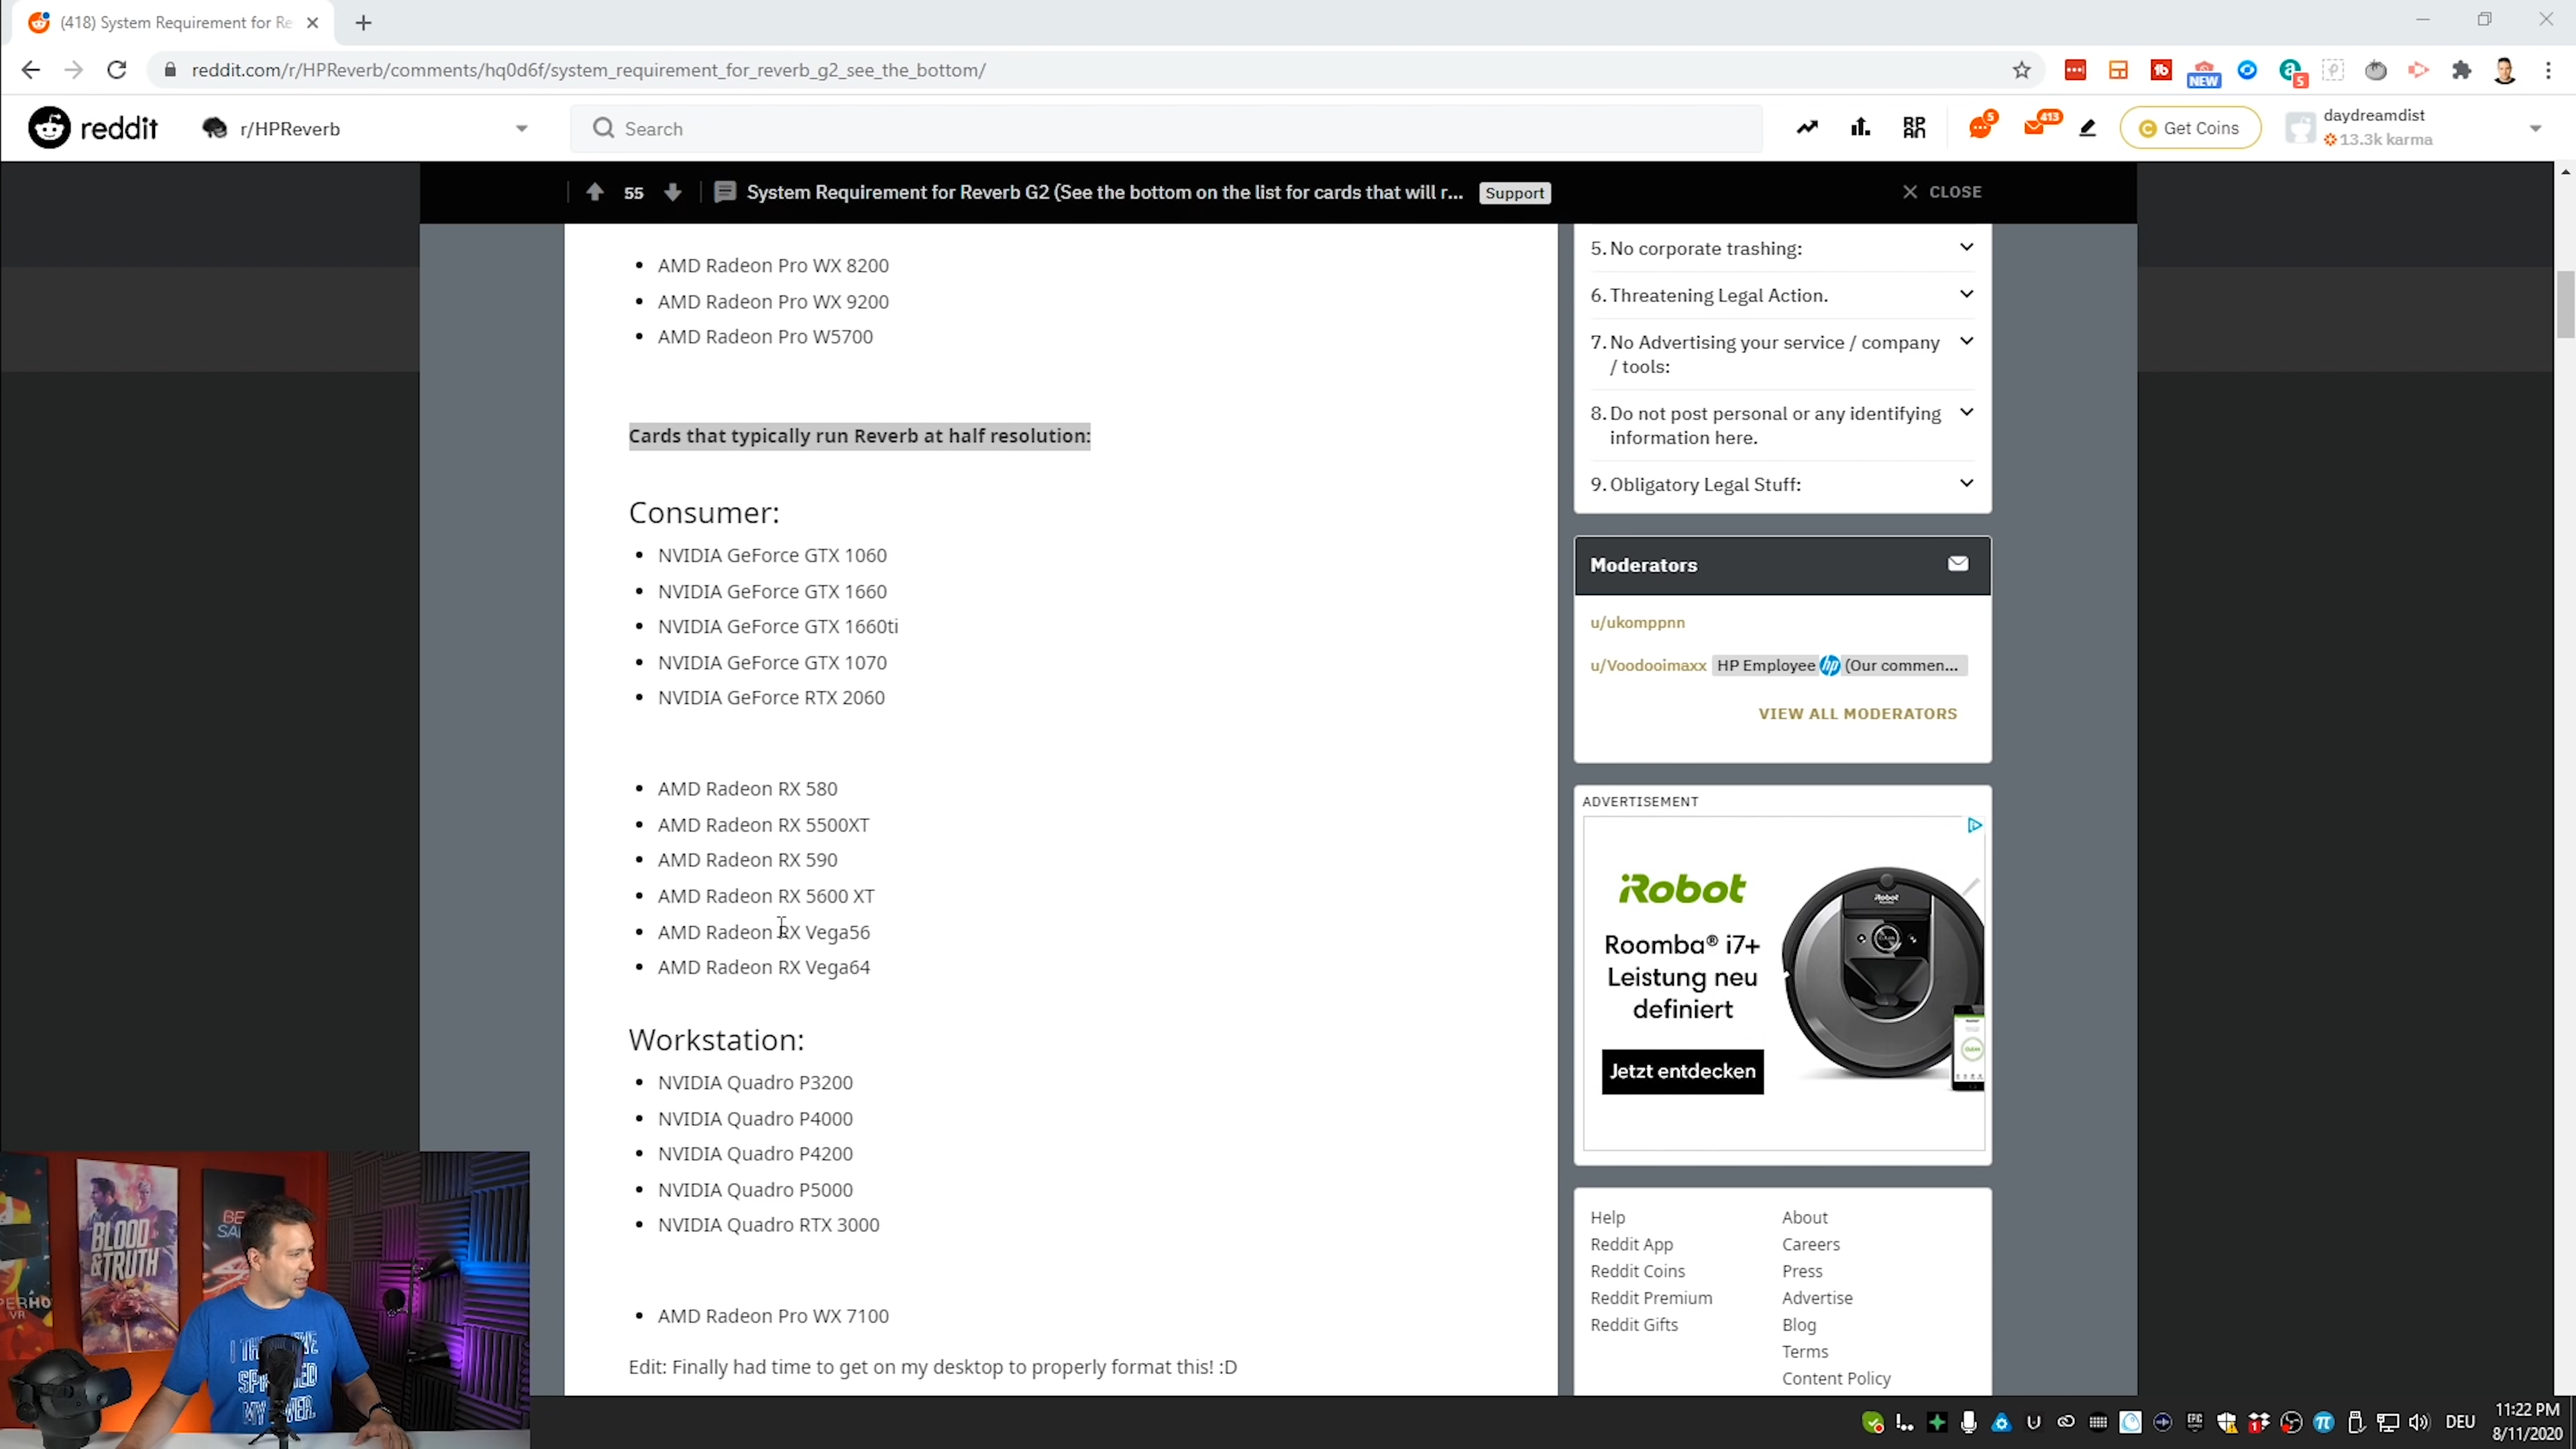 (418) System Requirement for Re
reddit.com/r/HPReverb/comments/hq0d6f/system_requirement_for_reverb_g2_see_the_bottom/
NEW
5
reddit
r/HPReverb
Search
5
413
Get Coins
daydreamdist
13.3k karma
55
System Requirement for Reverb G2 (See the bottom on the list for cards that will r...
Support
CLOSE
AMD Radeon Pro WX 8200
AMD Radeon Pro WX 9200
AMD Radeon Pro W5700
Cards that typically run Reverb at half resolution:
Consumer:
NVIDIA GeForce GTX 1060
NVIDIA GeForce GTX 1660
NVIDIA GeForce GTX 1660ti
NVIDIA GeForce GTX 1070
NVIDIA GeForce RTX 2060
AMD Radeon RX 580
AMD Radeon RX 5500XT
AMD Radeon RX 590
AMD Radeon RX 5600 XT
AMD Radeon RX Vega56
AMD Radeon RX Vega64
Workstation:
NVIDIA Quadro P3200
NVIDIA Quadro P4000
NVIDIA Quadro P4200
NVIDIA Quadro P5000
NVIDIA Quadro RTX 3000
AMD Radeon Pro WX 7100
Edit: Finally had time to get on my desktop to properly format this! :D
5. No corporate trashing:
6. Threatening Legal Action.
7. No Advertising your service / company
/ tools:
8. Do not post personal or any identifying
information here.
9. Obligatory Legal Stuff:
Moderators
u/ukomppnn
u/Voodooimaxx HP Employee hp (Our commen...
VIEW ALL MODERATORS
ADVERTISEMENT
iRobot
Roomba® i7+
Leistung neu
definiert
Jetzt entdecken
Help
Reddit App
Reddit Coins
Reddit Premium
Reddit Gifts
About
Careers
Press
Advertise
Blog
Terms
Content Policy
BLOOD
& TRUTH
VR
DEU
11:22 PM
8/11/2020